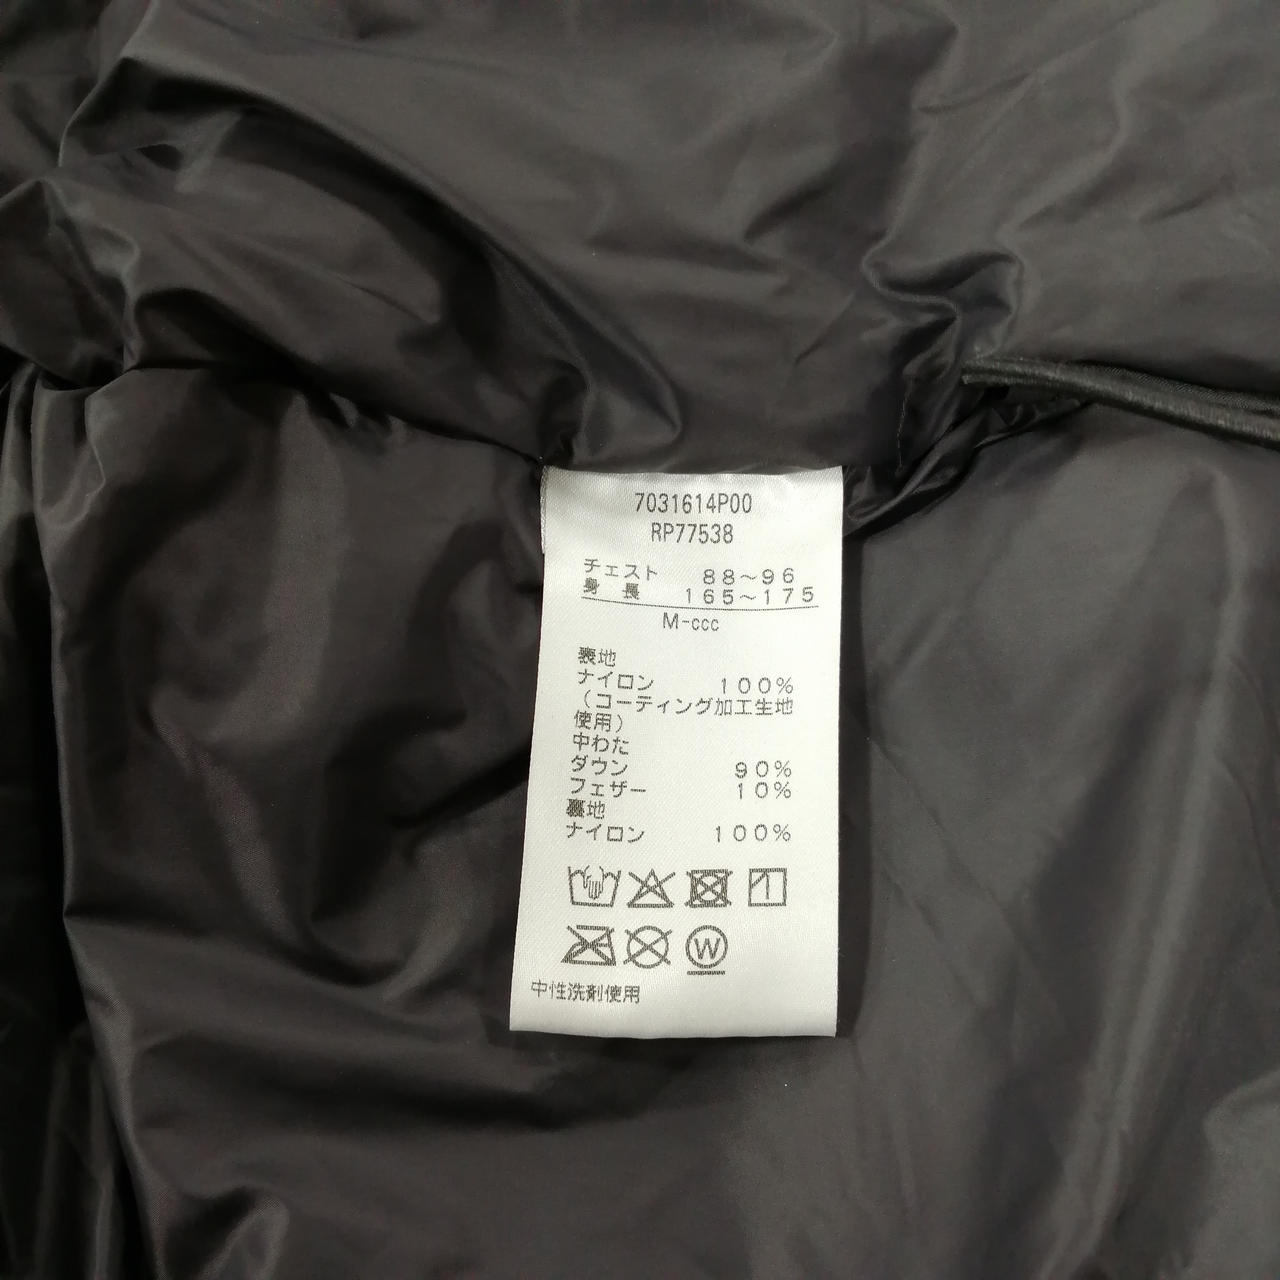 7031614P00
RP77538
チェスト 88～96
身 長 165～175
M-ccc
表地
ナイロン 100%
（コーティング加工生地
使用）
中わた
ダウン 90%
フェザー 10%
裏地
ナイロン 100%
1
W
中性洗剤使用